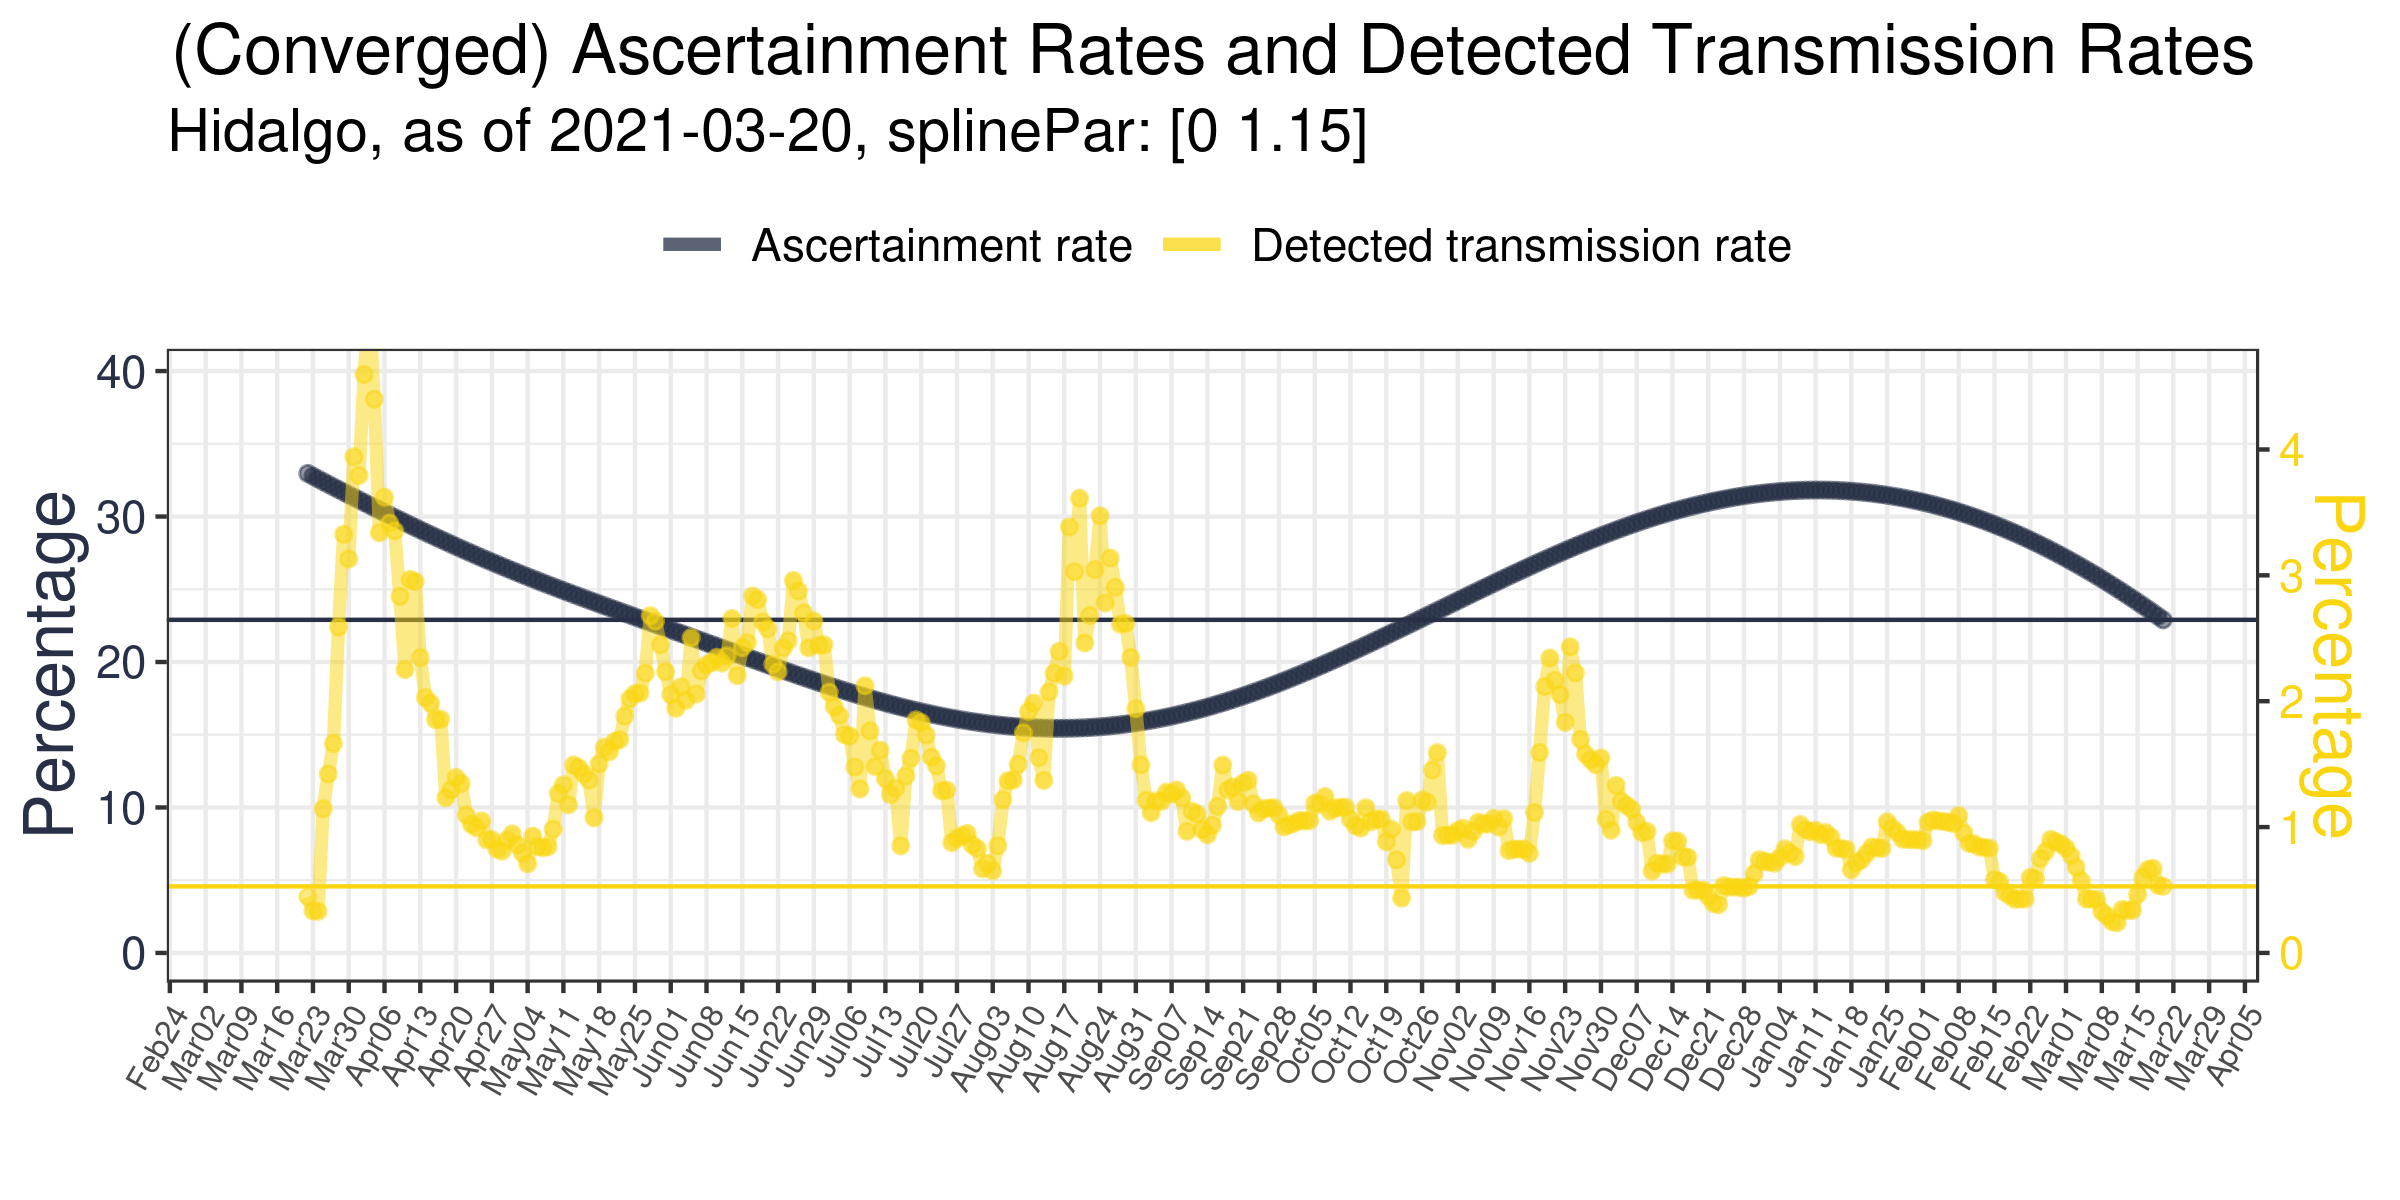 (Converged) Ascertainment Rates and Detected Transmission Rates
Hidalgo, as of 2021-03-20, splinePar: [0 1.15]
Ascertainment rate Detected transmission rate
Percentage
40
30
20
10
0
Percentage
4
3
2
1
0
Feb24 Mar02 Mar09 Mar16 Mar23 Mar30 Apr06 Apr13 Apr20 Apr27 May04 May11 May18 May25 Jun01 Jun08 Jun15 Jun22 Jun29 Jul06 Jul13 Jul20 Jul27 Aug03 Aug10 Aug17 Aug24 Aug31 Sep07 Sep14 Sep21 Sep28 Oct05 Oct12 Oct19 Oct26 Nov02 Nov09 Nov16 Nov23 Nov30 Dec07 Dec14 Dec21 Dec28 Jan04 Jan11 Jan18 Jan25 Feb01 Feb08 Feb15 Feb22 Mar01 Mar08 Mar15 Mar22 Mar29 Apr05